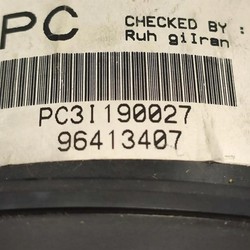 PC CHECKED BY :
Ruh gilran
PC3I190027
96413407